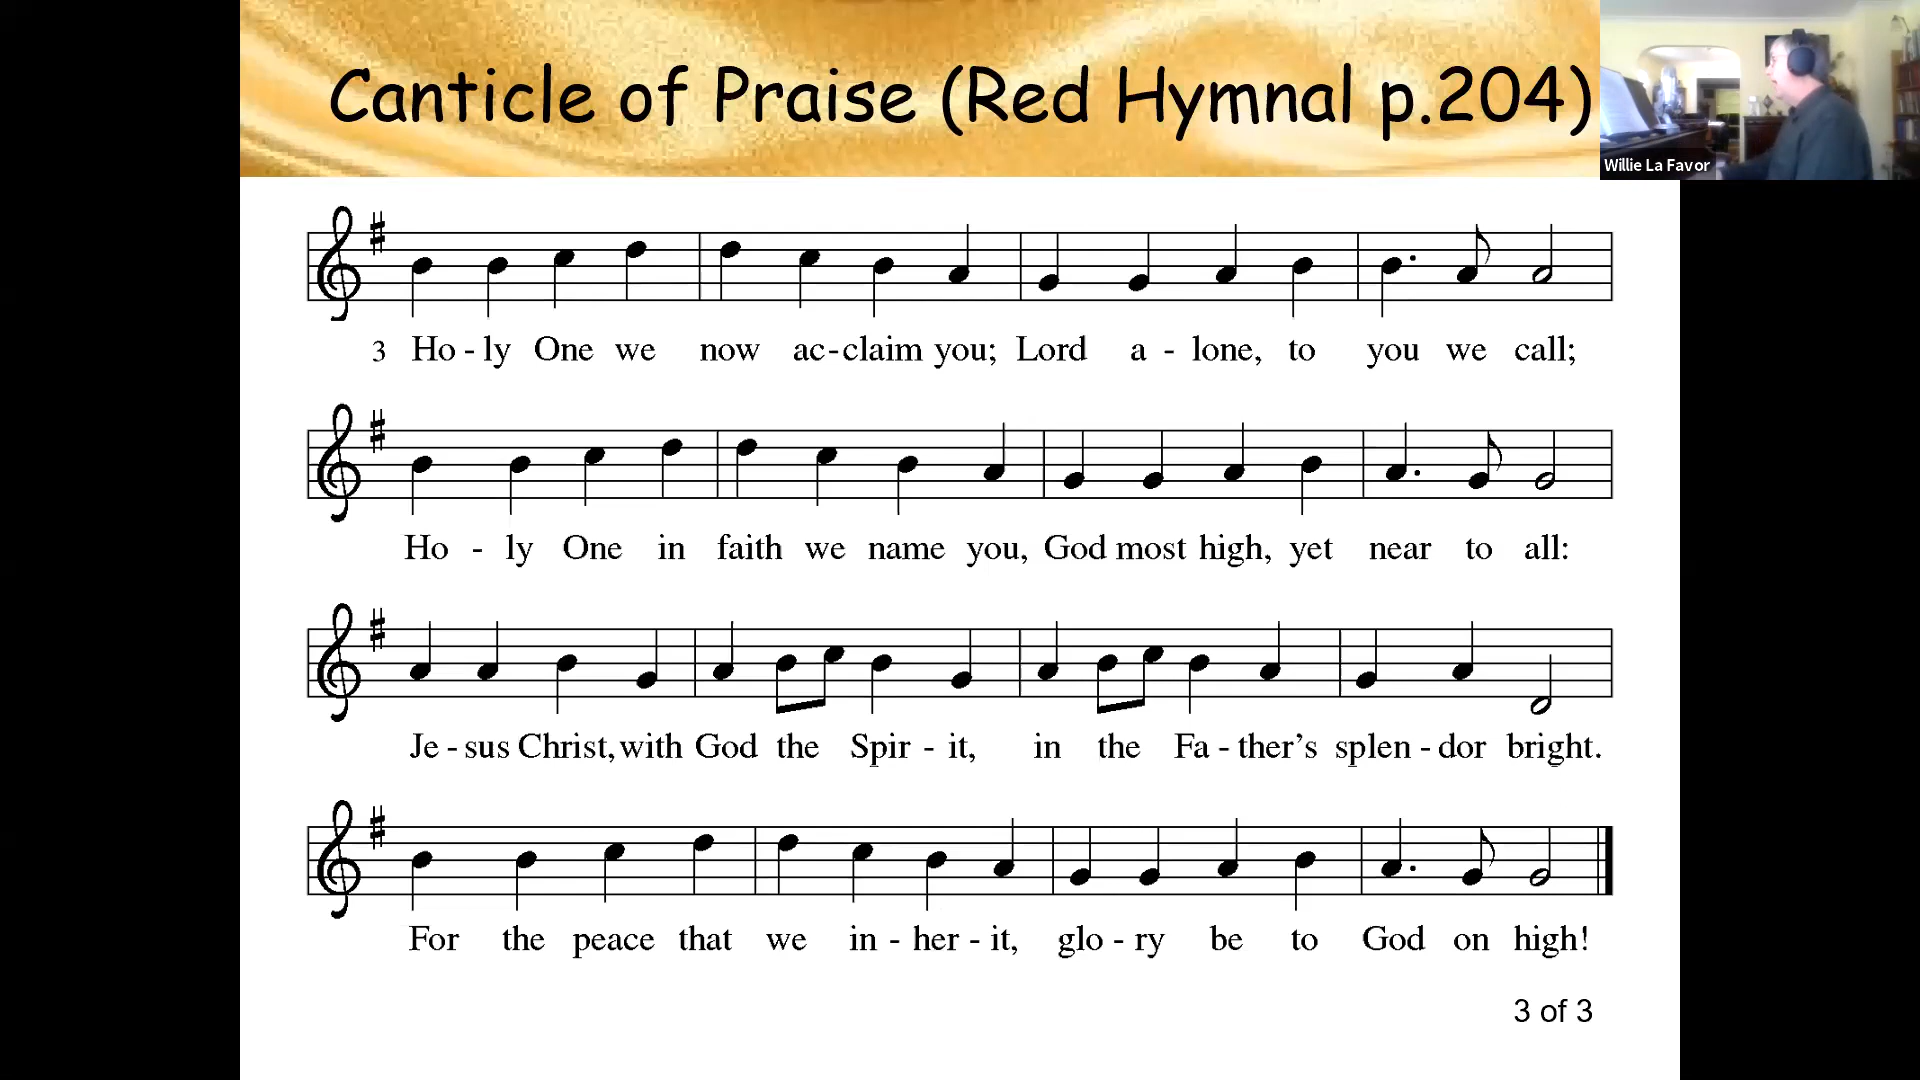 Canticle of Praise (Red Hymnal p.204)
Willie La Favor
3 Ho - ly One we now ac - claim you; Lord a - lone, to you we call;
Ho - ly One in faith we name you, God most high, yet near to all:
Je - sus Christ, with God the Spir - it, in the Fa - ther's splen - dor bright.
For the peace that we in - her - it, glo - ry be to God on high!
3 of 3